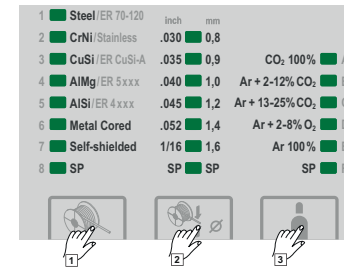 inch mm
1 Steel/ER 70-120
2 CrNi/Stainless .030 0,8
3 CuSi/ER CuSi-A .035 0,9 CO₂ 100%
4 AlMg/ER 5xxx .040 1,0 Ar + 2-12% CO₂
5 AlSi/ER 4xxx .045 1,2 Ar + 13-25% CO₂
6 Metal Cored .052 1,4 Ar + 2-8% O₂
7 Self-shielded 1/16 1,6 Ar 100%
8 SP SP SP SP
Ø
1 2 3